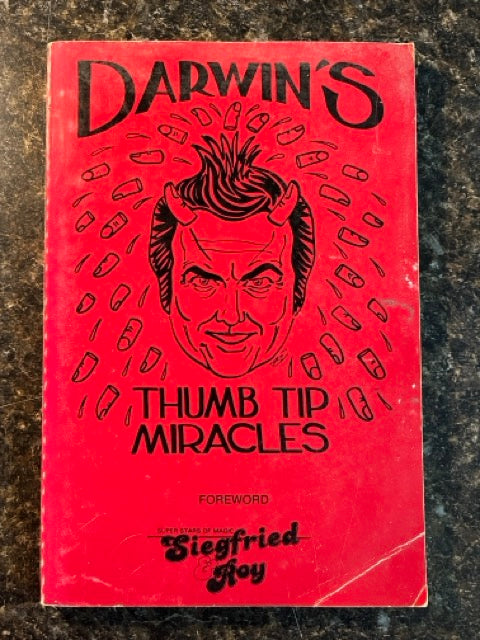 DARWIN'S
THUMB TIP
MIRACLES
FOREWORD
SUPER STARS OF MAGIC
Siegfried
& Roy